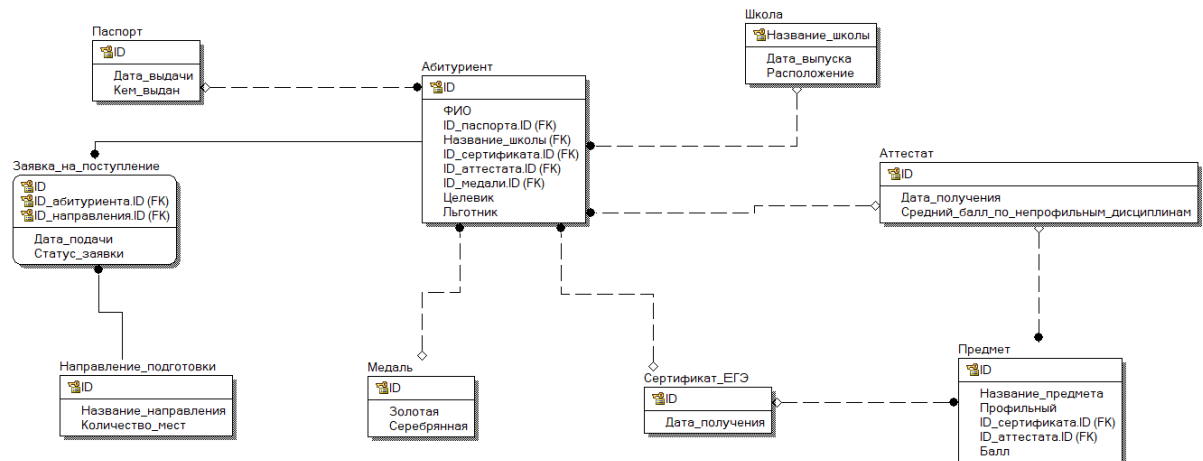 Паспорт
ID
Дата_выдачи
Кем_выдан
Абитуриент
ID
ФИО
ID_паспорта.ID (FK)
Название_школы (FK)
ID_сертификата.ID (FK)
ID_аттестата.ID (FK)
ID_медали.ID (FK)
Целевик
Льготник
Школа
Название_школы
Дата_выпуска
Расположение
Заявка_на_поступление
ID
ID_абитуриента.ID (FK)
ID_направления.ID (FK)
Дата_подачи
Статус_заявки
Аттестат
ID
Дата_получения
Средний_балл_по_непрофильным_дисциплинам
Направление_подготовки
ID
Название_направления
Количество_мест
Медаль
ID
Золотая
Серебрянная
Сертификат_ЕГЭ
ID
Дата_получения
Предмет
ID
Название_предмета
Профильный
ID_сертификата.ID (FK)
ID_аттестата.ID (FK)
Балл